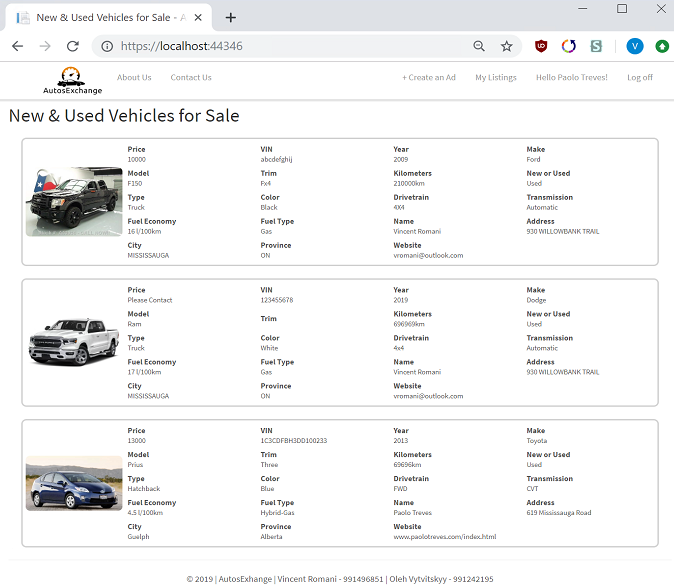 New & Used Vehicles for Sale - A
https://localhost:44346
V
AutosExchange About Us Contact Us + Create an Ad My Listings Hello Paolo Treves! Log off
New & Used Vehicles for Sale
Price VIN Year Make
10000 abcdefghij 2009 Ford
Model Trim Kilometers New or Used
F150 Fx4 210000km Used
Type Color Drivetrain Transmission
Truck Black 4X4 Automatic
Fuel Economy Fuel Type Name Address
16 l/100km Gas Vincent Romani 930 WILLOWBANK TRAIL
City Province Website
MISSISSAUGA ON vromani@outlook.com
Price VIN Year Make
Please Contact 123455678 2019 Dodge
Model Trim Kilometers New or Used
Ram 696969km Used
Type Color Drivetrain Transmission
Truck White 4x4 Automatic
Fuel Economy Fuel Type Name Address
17 l/100km Gas Vincent Romani 930 WILLOWBANK TRAIL
City Province Website
MISSISSAUGA ON vromani@outlook.com
Price VIN Year Make
13000 1C3CDFBH3DD100233 2013 Toyota
Model Trim Kilometers New or Used
Prius Three 69696km Used
Type Color Drivetrain Transmission
Hatchback Blue FWD CVT
Fuel Economy Fuel Type Name Address
4.5 l/100km Hybrid-Gas Paolo Treves 619 Mississauga Road
City Province Website
Guelph Alberta www.paolotreves.com/index.html
© 2019 | AutosExhange | Vincent Romani - 991496851 | Oleh Vytvitskyy - 991242195